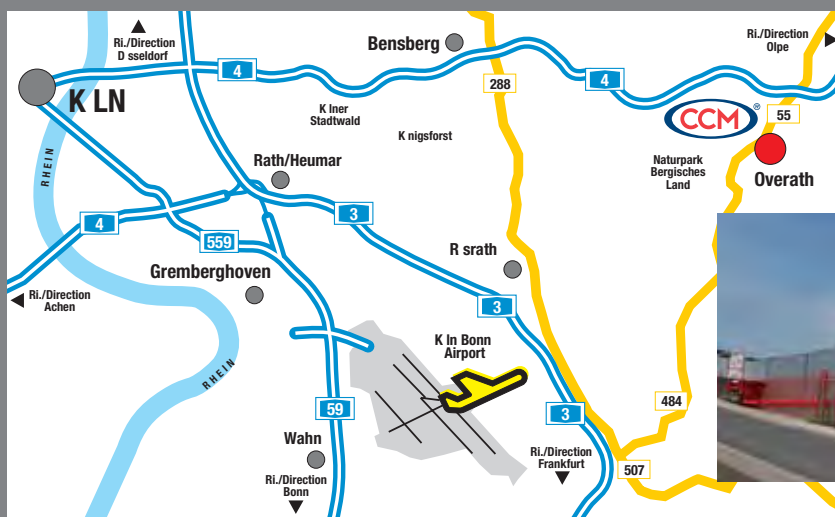 Ri./Direction
D sseldorf
Bensberg
Ri./Direction
Olpe
4
288
4
K LN
K lner
Stadtwald
K nigsforst
CCM
®
55
Rath/Heumar
Naturpark
Bergisches
Land
Overath
RHEIN
4
3
559
R srath
Gremberghoven
Ri./Direction
Achen
3
K ln Bonn
Airport
RHEIN
59
3
484
Wahn
Ri./Direction
Bonn
Ri./Direction
Frankfurt
507